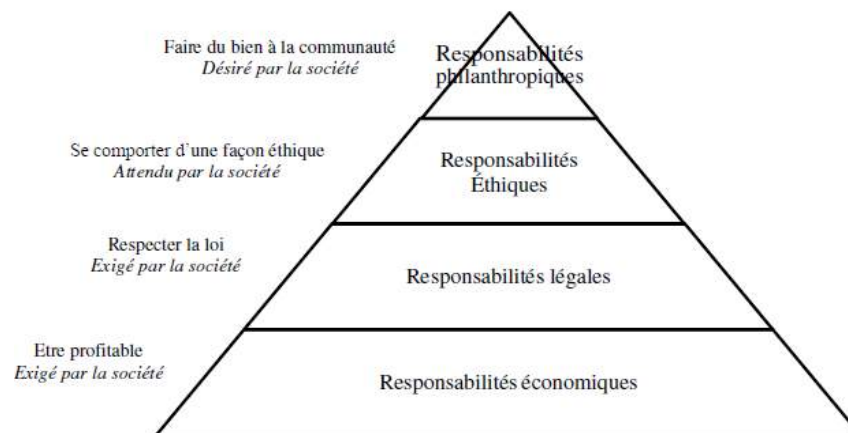 Faire du bien à la communauté
Désiré par la société
Responsabilités
philanthropiques
Se comporter d'une façon éthique
Attendu par la société
Responsabilités
Éthiques
Respecter la loi
Exigé par la société
Responsabilités légales
Etre profitable
Exigé par la société
Responsabilités économiques